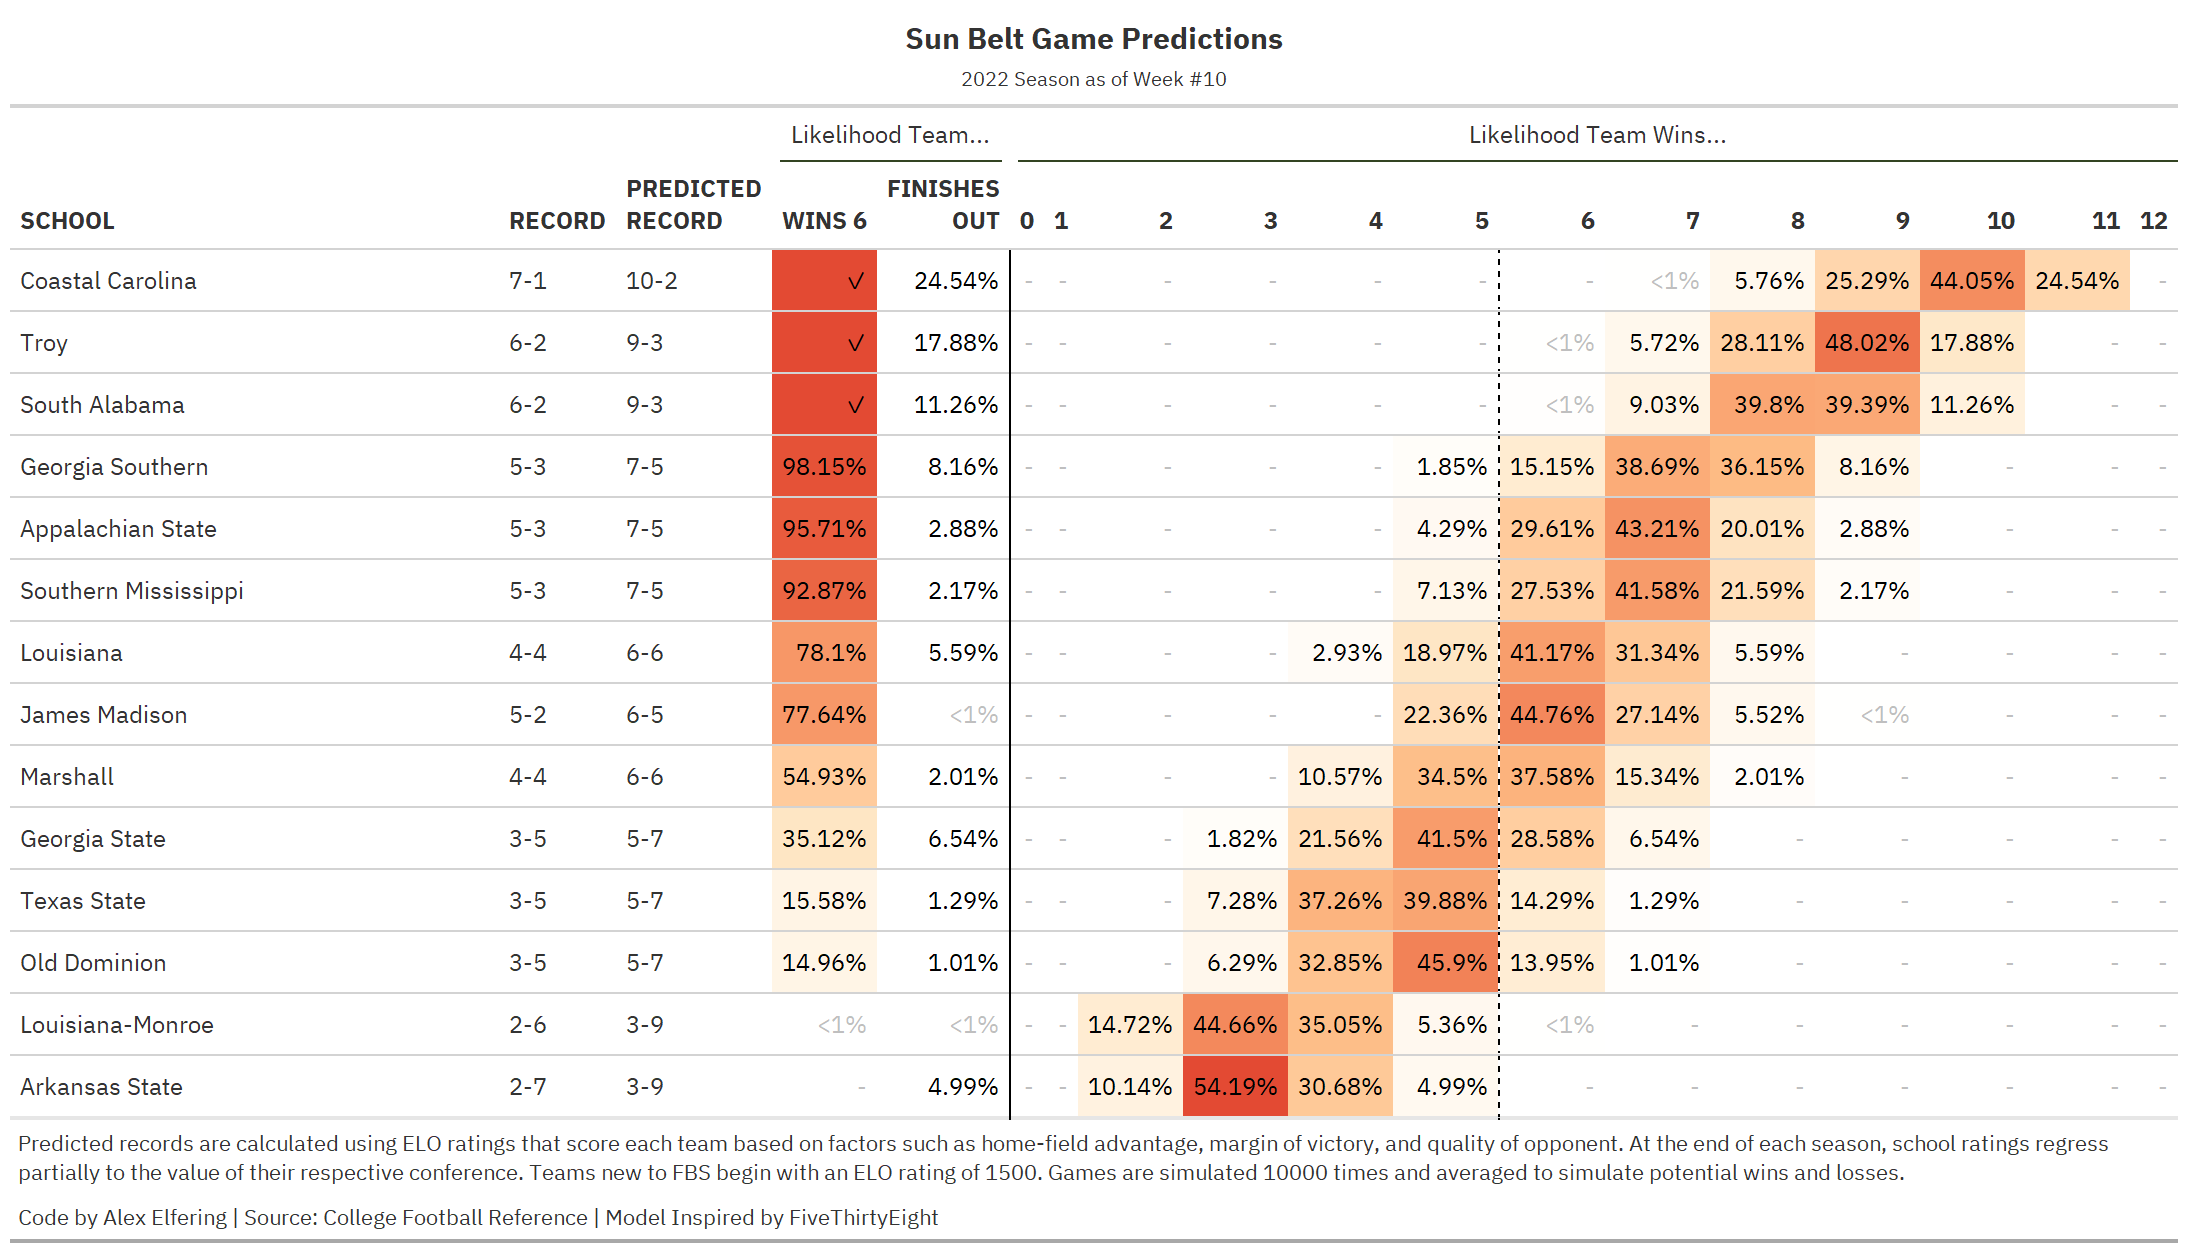 Sun Belt Game Predictions
2022 Season as of Week #10
Likelihood Team... Likelihood Team Wins...
SCHOOL RECORD PREDICTED RECORD WINS 6 FINISHES OUT 0 1 2 3 4 5 6 7 8 9 10 11 12
Coastal Carolina 7-1 10-2 ✓ 24.54% - - - - - - - <1% 5.76% 25.29% 44.05% 24.54% -
Troy 6-2 9-3 ✓ 17.88% - - - - - - <1% 5.72% 28.11% 48.02% 17.88% - -
South Alabama 6-2 9-3 ✓ 11.26% - - - - - - <1% 9.03% 39.8% 39.39% 11.26% - -
Georgia Southern 5-3 7-5 98.15% 8.16% - - - - - 1.85% 15.15% 38.69% 36.15% 8.16% - - -
Appalachian State 5-3 7-5 95.71% 2.88% - - - - - 4.29% 29.61% 43.21% 20.01% 2.88% - - -
Southern Mississippi 5-3 7-5 92.87% 2.17% - - - - - 7.13% 27.53% 41.58% 21.59% 2.17% - - -
Louisiana 4-4 6-6 78.1% 5.59% - - - - 2.93% 18.97% 41.17% 31.34% 5.59% - - - -
James Madison 5-2 6-5 77.64% <1% - - - - - 22.36% 44.76% 27.14% 5.52% <1% - - -
Marshall 4-4 6-6 54.93% 2.01% - - - - 10.57% 34.5% 37.58% 15.34% 2.01% - - - -
Georgia State 3-5 5-7 35.12% 6.54% - - - 1.82% 21.56% 41.5% 28.58% 6.54% - - - - -
Texas State 3-5 5-7 15.58% 1.29% - - - 7.28% 37.26% 39.88% 14.29% 1.29% - - - - -
Old Dominion 3-5 5-7 14.96% 1.01% - - - 6.29% 32.85% 45.9% 13.95% 1.01% - - - - -
Louisiana-Monroe 2-6 3-9 <1% <1% - - 14.72% 44.66% 35.05% 5.36% <1% - - - - - -
Arkansas State 2-7 3-9 - 4.99% - - 10.14% 54.19% 30.68% 4.99% - - - - - - -
Predicted records are calculated using ELO ratings that score each team based on factors such as home-field advantage, margin of victory, and quality of opponent. At the end of each season, school ratings regress
partially to the value of their respective conference. Teams new to FBS begin with an ELO rating of 1500. Games are simulated 10000 times and averaged to simulate potential wins and losses.
Code by Alex Elfering | Source: College Football Reference | Model Inspired by FiveThirtyEight